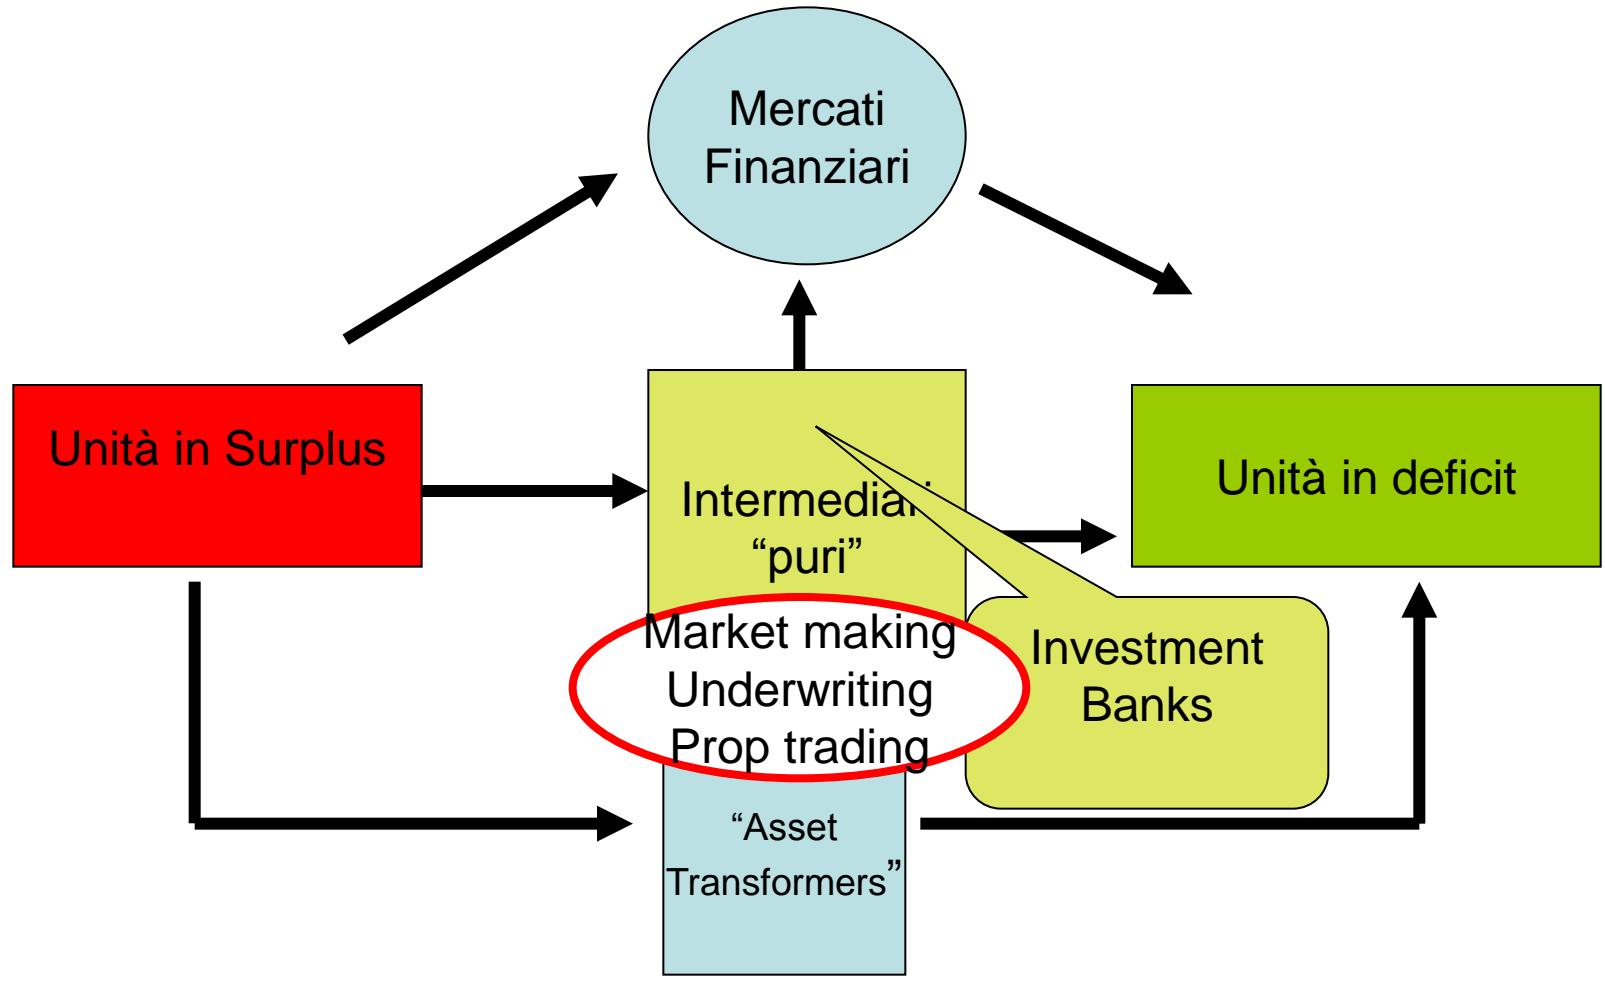 Mercati
Finanziari
Unità in Surplus
Intermediari
“puri”
Unità in deficit
Market making
Underwriting
Prop trading
Investment
Banks
“Asset
Transformers”